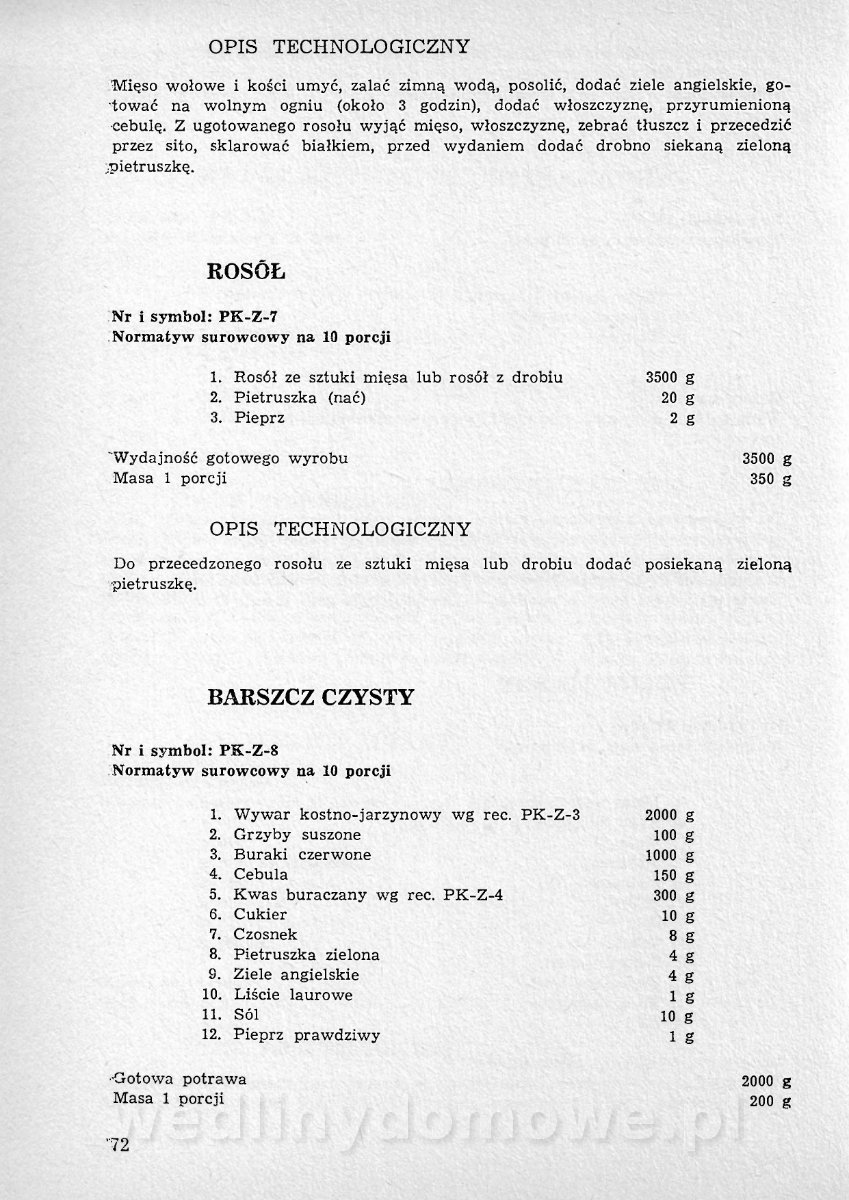 OPIS TECHNOLOGICZNY
Mięso wołowe i kości umyć, zalać zimną wodą, posolić, dodać ziele angielskie, go-
tować na wolnym ogniu (około 3 godzin), dodać włoszczyznę, przyrumienioną
cebulę. Z ugotowanego rosołu wyjąć mięso, włoszczyznę, zebrać tłuszcz i przecedzić
przez sito, sklarować białkiem, przed wydaniem dodać drobno siekaną zieloną
pietruszkę.
ROSÓŁ
Nr i symbol: PK-Z-7
Normatyw surowcowy na 10 porcji
1. Rosół ze sztuki mięsa lub rosół z drobiu 3500 g
2. Pietruszka (nać) 20 g
3. Pieprz 2 g
Wydajność gotowego wyrobu 3500 g
Masa 1 porcji 350 g
OPIS TECHNOLOGICZNY
Do przecedzonego rosołu ze sztuki mięsa lub drobiu dodać posiekaną zieloną
pietruszkę.
BARSZCZ CZYSTY
Nr i symbol: PK-Z-8
Normatyw surowcowy na 10 porcji
1. Wywar kostno-jarzynowy wg rec. PK-Z-3 2000 g
2. Grzyby suszone 100 g
3. Buraki czerwone 1000 g
4. Cebula 150 g
5. Kwas buraczany wg rec. PK-Z-4 300 g
6. Cukier 10 g
7. Czosnek 8 g
8. Pietruszka zielona 4 g
9. Ziele angielskie 4 g
10. Liście laurowe 1 g
11. Sól 10 g
12. Pieprz prawdziwy 1 g
Gotowa potrawa 2000 g
Masa 1 porcji 200 g
wedlinydomowe.pl
72